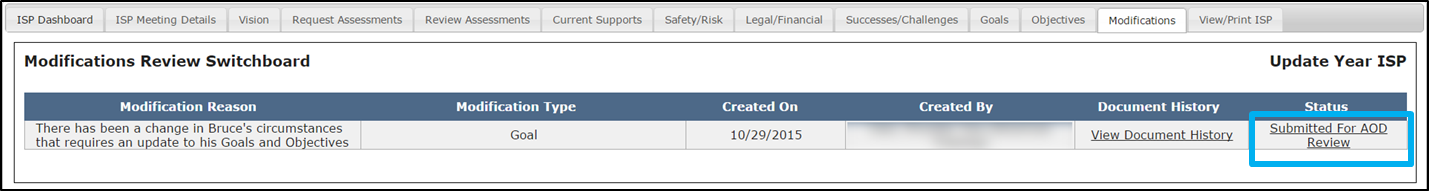 ISP Dashboard ISP Meeting Details Vision Request Assessments Review Assessments Current Supports Safety/Risk Legal/Financial Successes/Challenges Goals Objectives Modifications View/Print ISP
Modifications Review Switchboard Update Year ISP
Modification Reason Modification Type Created On Created By Document History Status
There has been a change in Bruce's circumstances
that requires an update to his Goals and Objectives
Goal
10/29/2015
View Document History
Submitted For AOD
Review